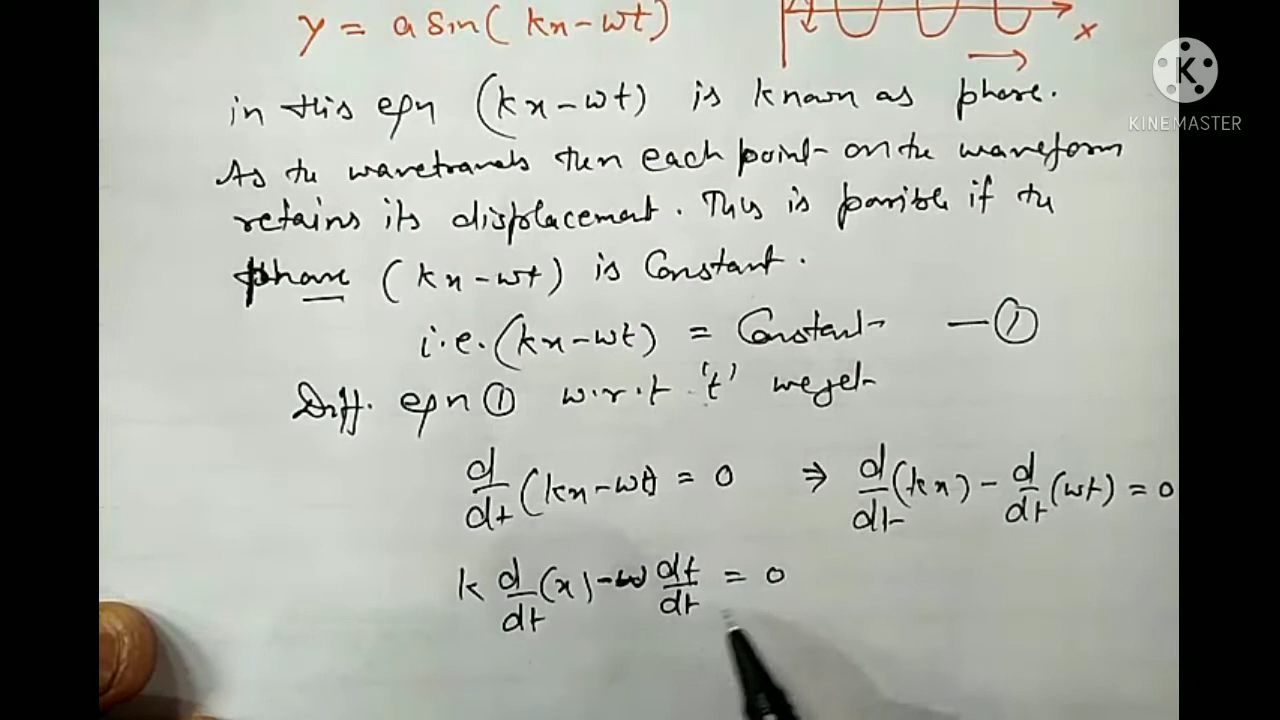 y = a sin( kx - ωt)
x
K
KINEMASTER
in this eqn (kx - ωt) is known as phase.
As the wavetravels then each point on the waveform
retains its displacement. This is possible if the
phase (kx - ωt) is Constant.
i.e. (kx - ωt) = Constant — ①
Diff. eqn ① w.r.t 't' we get
d/dt (kx - ωt) = 0 ⇒ d/dt (kx) - d/dt (ωt) = 0
k d/dt (x) - ω dt/dt = 0